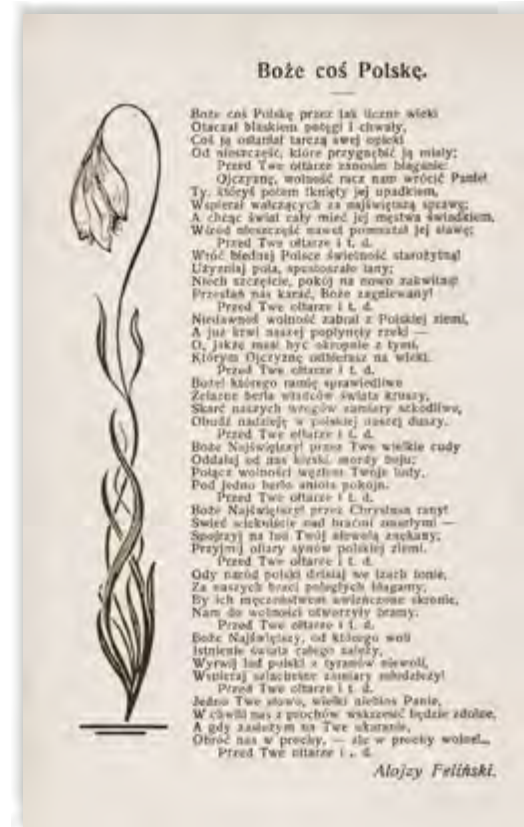 Boże coś Polskę.
Boże coś Polskę przez tak liczne wieki
Otaczał blaskiem potęgi i chwały,
Coś ją osłaniał tarczą swej opieki
Od nieszczęść, które przygnębić ją miały;
Przed Twe ołtarze zanosim błaganie:
Ojczyznę, wolność racz nam wrócić Panie!
Ty, któryś potem tknięty jej upadkiem,
Wspierał walczących za najświętszą sprawę;
A chcąc świat cały mieć jej męstwa świadkiem,
Wśród nieszczęść nawet pomnażał jej sławę;
Przed Twe ołtarze i t. d.
Wróć biednej Polsce świetność starożytną!
Użyzniaj pola, spustoszałe łany;
Niech szczęście, pokój na nowo zakwitną!
Przestań nas karać, Boże zagniewany!
Przed Twe ołtarze i t. d.
Niedawnoś wolność zabrał z Polskiej ziemi,
A już krwi naszej popłynęły rzeki —
O, jakże musi być okropnie z tymi,
Którym Ojczyznę odbierasz na wieki.
Przed Twe ołtarze i t. d.
Boże! którego ramię sprawiedliwe
Żelazne berła władców świata kruszy,
Skarć naszych wrogów zamiary szkodliwe,
Obudź nadzieję w polskiej naszej duszy.
Przed Twe ołtarze i t. d.
Boże Najświętszy! przez Twe wielkie cudy
Oddalaj od nas klęski, mordy boju;
Połącz wolności węzłem Twoje ludy,
Pod jedno berło anioła pokoju.
Przed Twe ołtarze i t. d.
Boże Najświętszy! przez Chrystusa rany!
Świeć wiekuiście nad braćmi zmarłymi —
Spojrzyj na lud Twój niewolą znękany,
Przyjmij ofiary synów polskiej ziemi.
Przed Twe ołtarze i t. d.
Gdy naród polski dzisiaj we łzach tonie,
Za naszych braci poległych błagamy,
By ich męczeństwem uwieńczone skronie,
Nam do wolności otworzyły bramy.
Przed Twe ołtarze i t. d.
Boże Najświętszy, od którego woli
Istnienie świata całego zależy,
Wyrwij lud polski z tyranów niewoli,
Wspieraj szlachetne zamiary młodzieży!
Przed Twe ołtarze i t. d.
Jedno Twe słowo, wielki niebios Panie,
W chwili nas z prochów wskrzesić będzie zdolne,
A gdy zasłużym na Twe ukaranie,
Obróć nas w prochy, — ale w prochy wolne!...
Przed Twe ołtarze i t. d.
Alojzy Feliński.